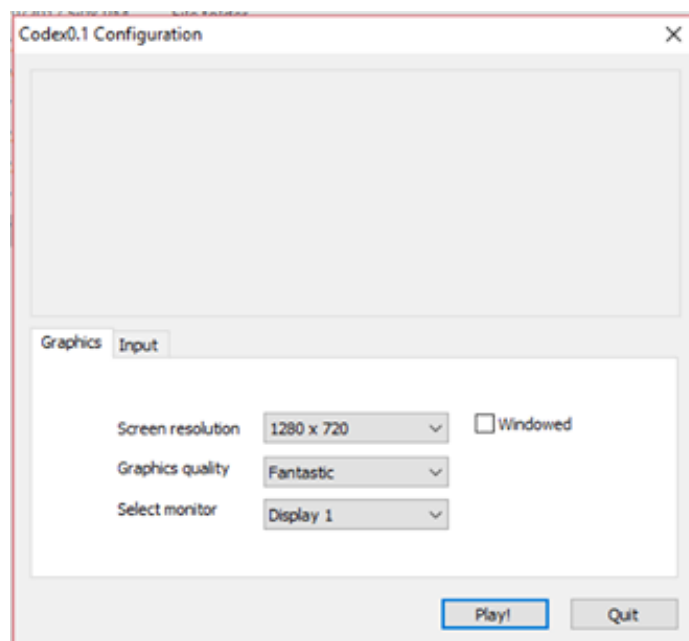 Codex0.1 Configuration
Graphics
Input
Screen resolution
1280 x 720
Windowed
Graphics quality
Fantastic
Select monitor
Display 1
Play!
Quit